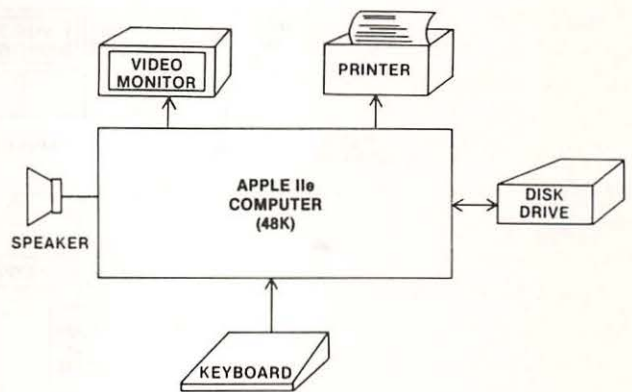 VIDEO
MONITOR
PRINTER
APPLE IIe
COMPUTER
(48K)
SPEAKER
DISK
DRIVE
KEYBOARD